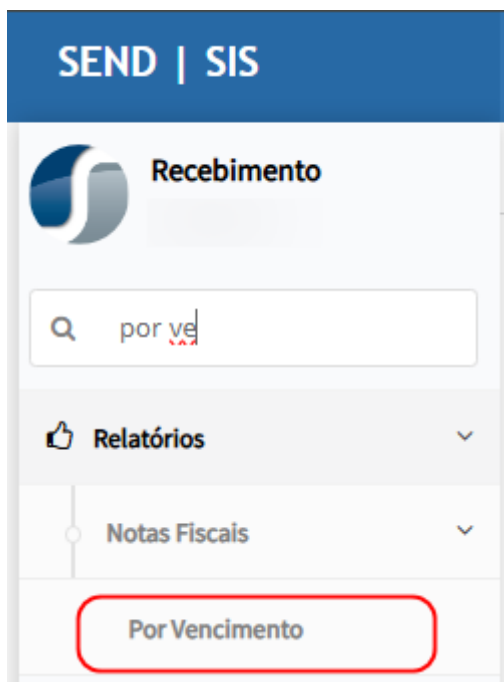 SEND | SIS
Recebimento
por ve
Relatórios
Notas Fiscais
Por Vencimento